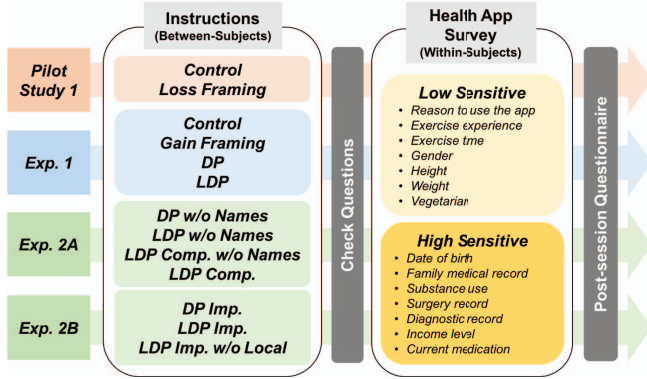 Instructions
(Between-Subjects)
Health App
Survey
(Within-Subjects)
Pilot
Study 1
Control
Loss Framing
Exp. 1
Control
Gain Framing
DP
LDP
Exp. 2A
DP w/o Names
LDP w/o Names
LDP Comp. w/o Names
LDP Comp.
Exp. 2B
DP Imp.
LDP Imp.
LDP Imp. w/o Local
Check Questions
Low Sensitive
• Reason to use the app
• Exercise experience
• Exercise time
• Gender
• Height
• Weight
• Vegetarian
High Sensitive
• Date of birth
• Family medical record
• Substance use
• Surgery record
• Diagnostic record
• Income level
• Current medication
Post-session Questionnaire